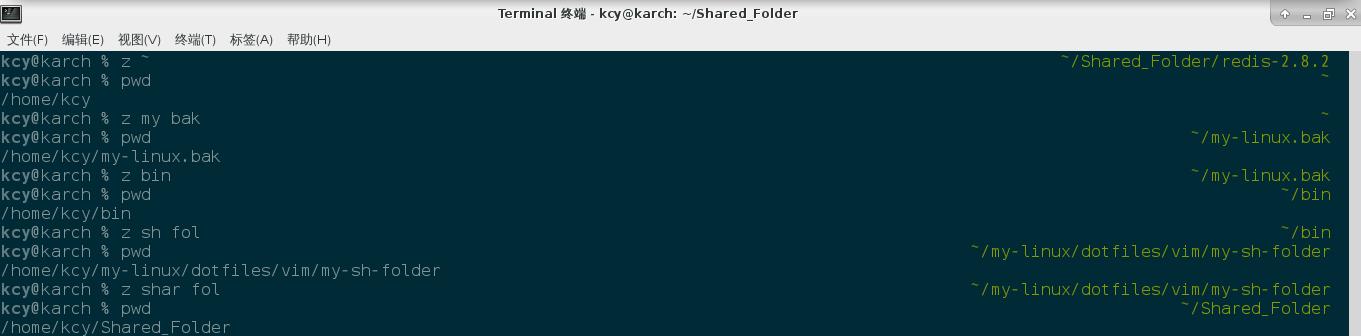 Terminal 终端 - kcy@karch: ~/Shared_Folder
文件(F) 编辑(E) 视图(V) 终端(T) 标签(A) 帮助(H)
kcy@karch % z ~ ~/Shared_Folder/redis-2.8.2
kcy@karch % pwd ~
/home/kcy
kcy@karch % z my bak ~
kcy@karch % pwd ~/my-linux.bak
/home/kcy/my-linux.bak
kcy@karch % z bin ~/my-linux.bak
kcy@karch % pwd ~/bin
/home/kcy/bin
kcy@karch % z sh fol ~/bin
kcy@karch % pwd ~/my-linux/dotfiles/vim/my-sh-folder
/home/kcy/my-linux/dotfiles/vim/my-sh-folder
kcy@karch % z shar fol ~/my-linux/dotfiles/vim/my-sh-folder
kcy@karch % pwd ~/Shared_Folder
/home/kcy/Shared_Folder